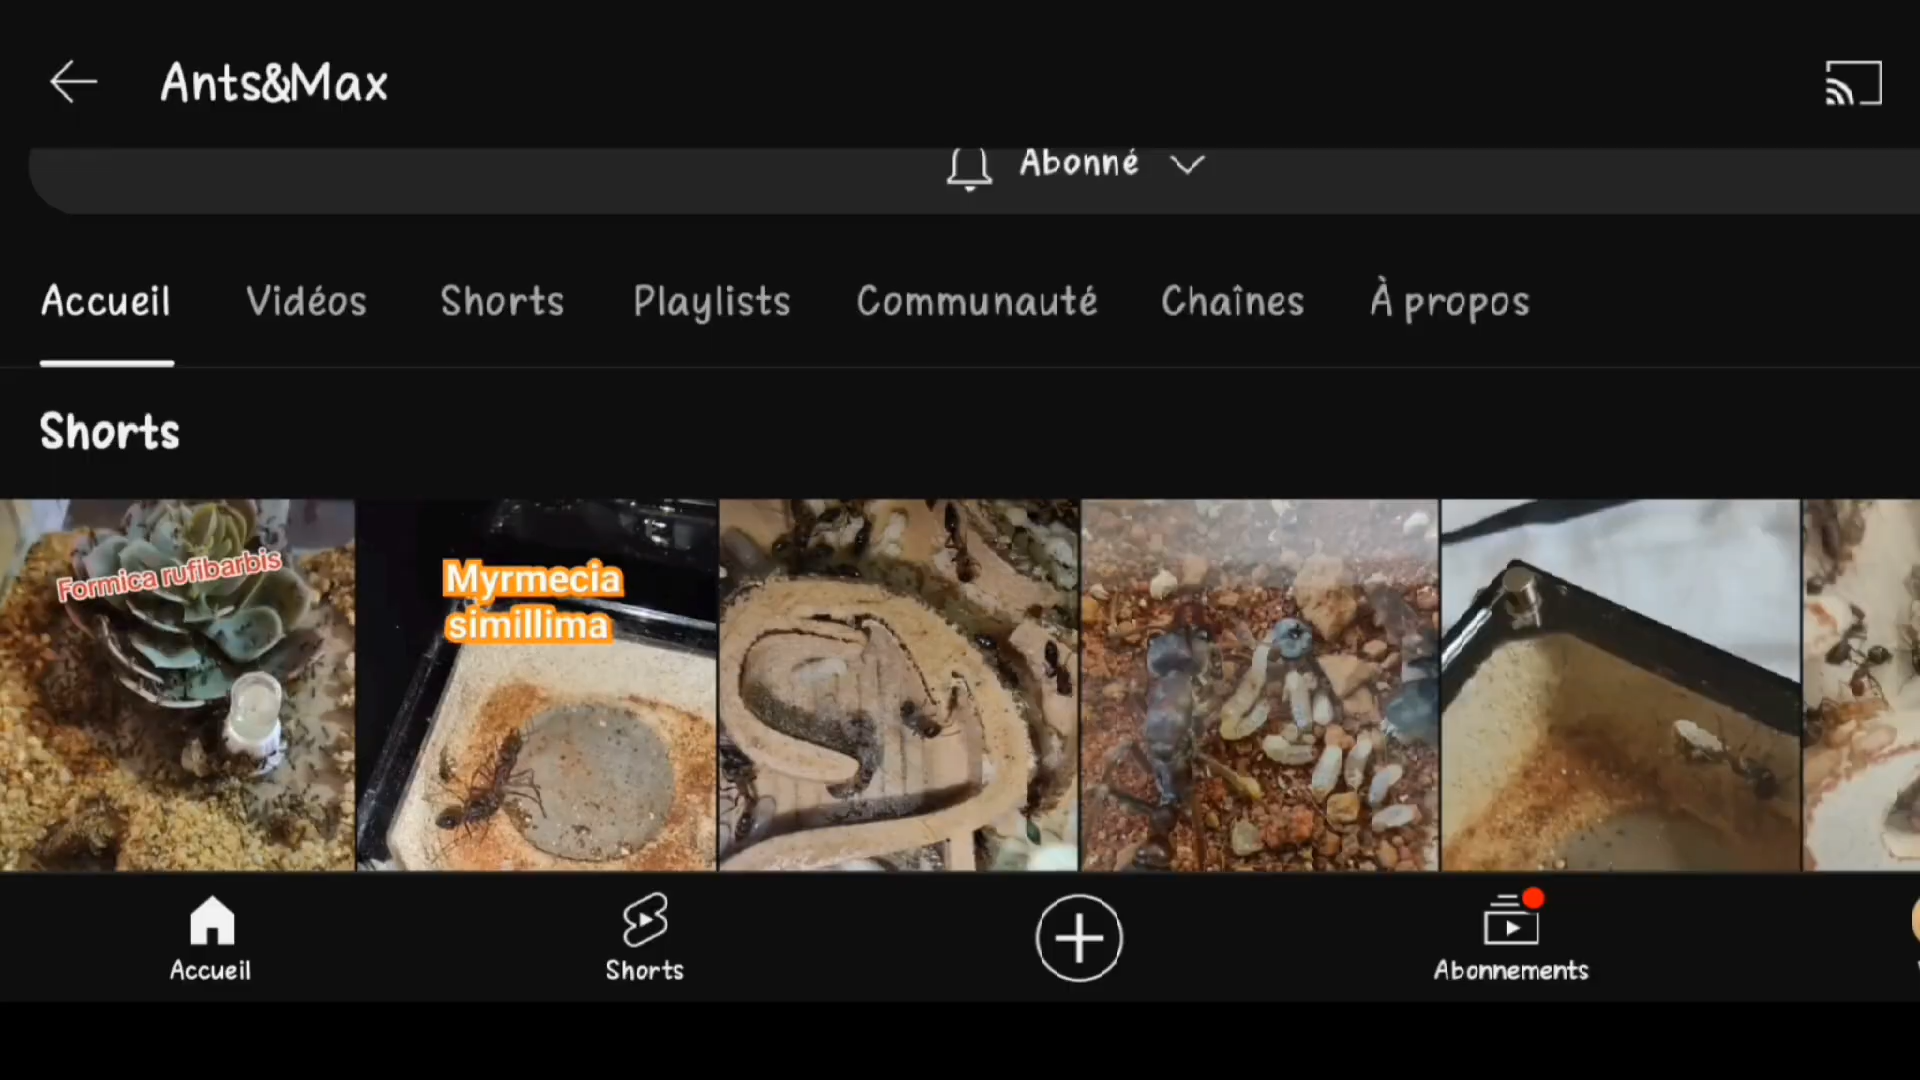 Ants&Max
Abonné
Accueil Vidéos Shorts Playlists Communauté Chaînes À propos
Shorts
Formica rufibarbis
Myrmecia
simillima
Accueil Shorts Abonnements